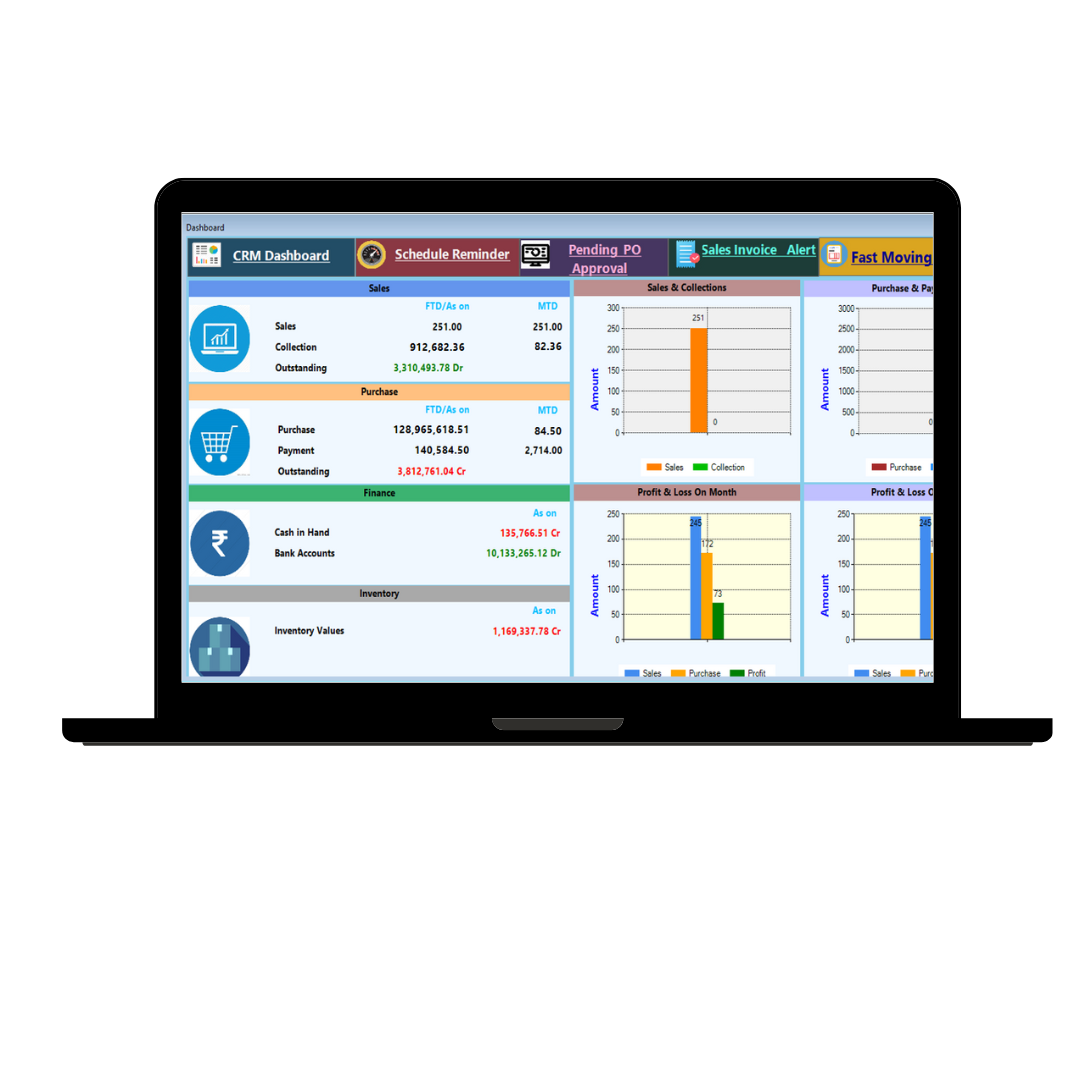 Dashboard
CRM Dashboard
Schedule Reminder
Pending PO
Approval
Sales Invoice Alert
Fast Moving
Sales
FTD/As on MTD
Sales 251.00 251.00
Collection 912,682.36 82.36
Outstanding 3,310,493.78 Dr
Purchase
FTD/As on MTD
Purchase 128,965,618.51 84.50
Payment 140,584.50 2,714.00
Outstanding 3,812,761.04 Cr
Finance
As on
Cash in Hand 135,766.51 Cr
₹
Bank Accounts 10,133,265.12 Dr
Inventory
As on
Inventory Values 1,169,337.78 Cr
Sales & Collections
300
250
200
150
100
50
0
Amount
251
0
Sales Collection
Purchase & Pa
3000
2500
2000
1500
1000
500
0
Amount
0
Purchase
Profit & Loss On Month
250
200
150
100
50
0
Amount
245
172
73
Sales Purchase Profit
Profit & Loss O
250
200
150
100
50
0
Amount
245
Sales Purc